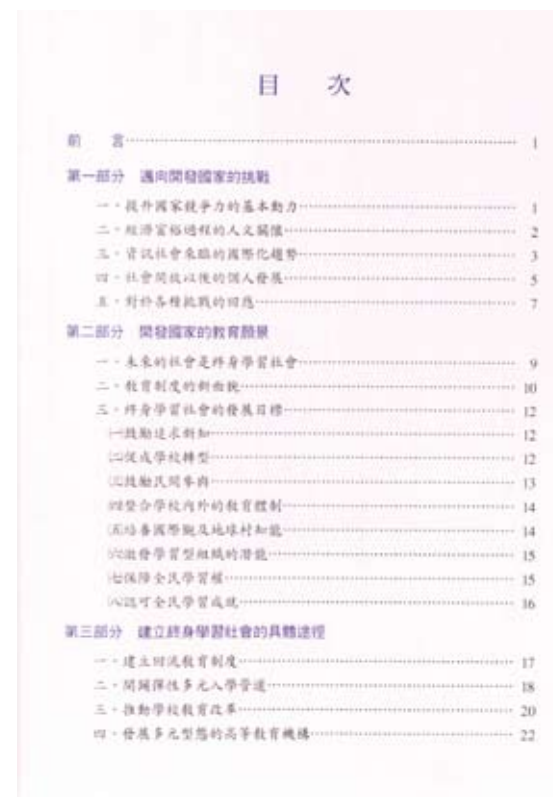 目　次
前　言 1
第一部分　邁向開發國家的挑戰
一、提升國家競爭力的基本動力 1
二、經濟富裕過程的人文關懷 2
三、資訊社會來臨的國際化趨勢 3
四、社會開放以後的個人發展 5
五、對於各種挑戰的回應 7
第二部分　開發國家的教育願景
一、未來的社會是終身學習社會 9
二、教育制度的新面貌 10
三、終身學習社會的發展目標 12
㈠鼓勵追求新知 12
㈡促成學校轉型 12
㈢鼓勵民間參與 13
㈣整合學校內外的教育體制 14
㈤培養國際觀及地球村知能 14
㈥激發學習型組織的潛能 15
㈦保障全民學習權 15
㈧認可全民學習成就 16
第三部分　建立終身學習社會的具體途徑
一、建立回流教育制度 17
二、開闢彈性多元入學管道 18
三、推動學校教育改革 20
四、發展多元型態的高等教育機構 22